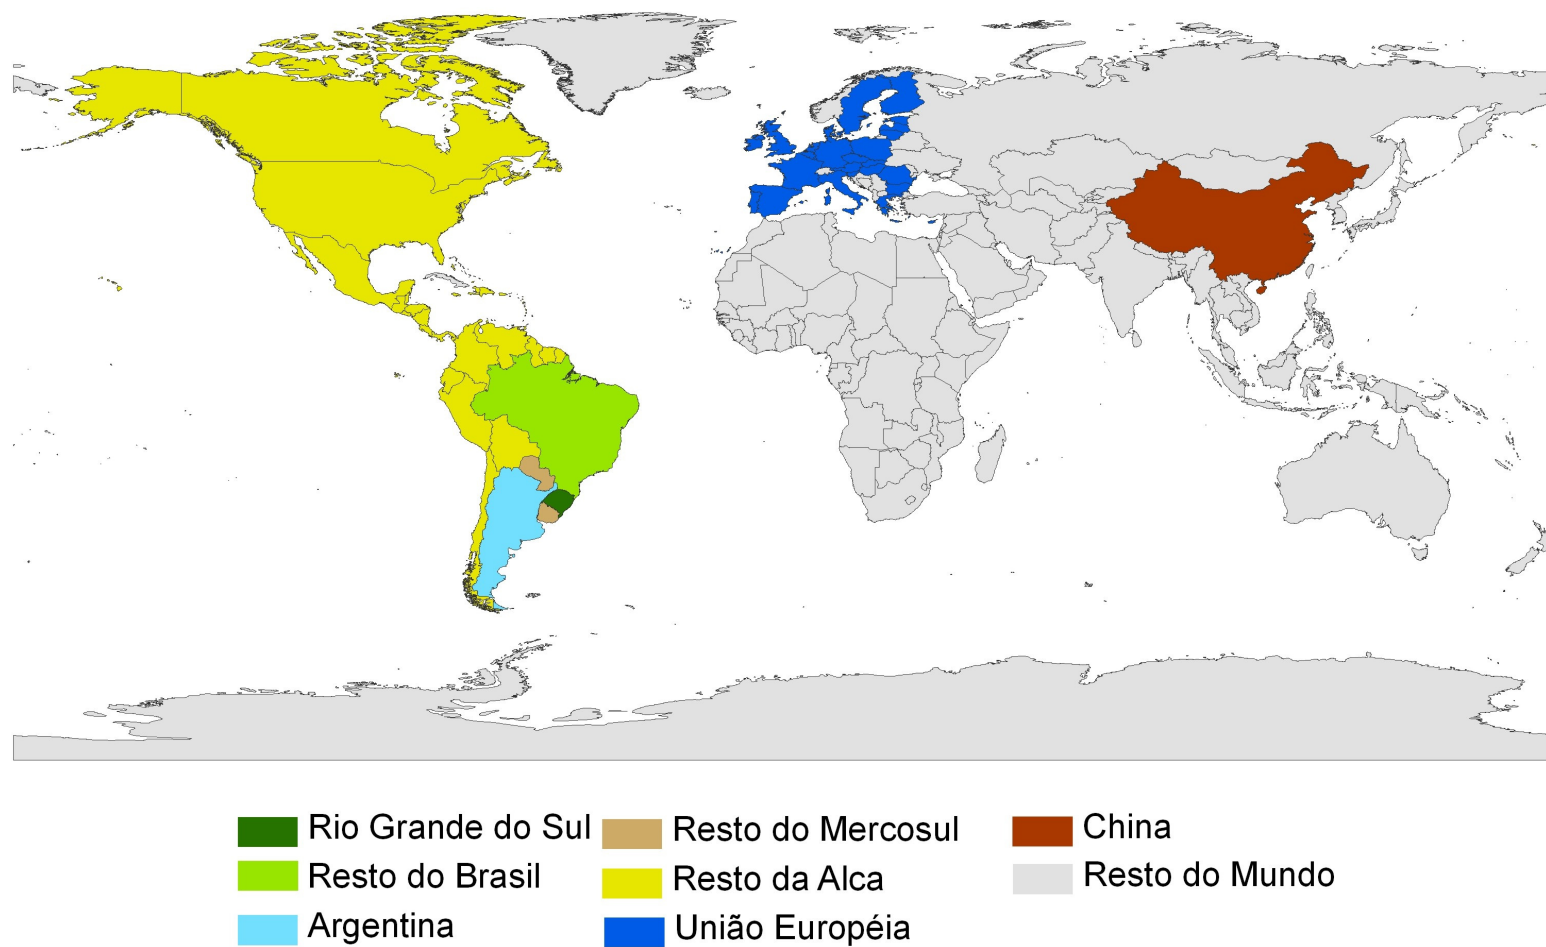 Rio Grande do Sul
Resto do Brasil
Argentina
Resto do Mercosul
Resto da Alca
União Européia
China
Resto do Mundo